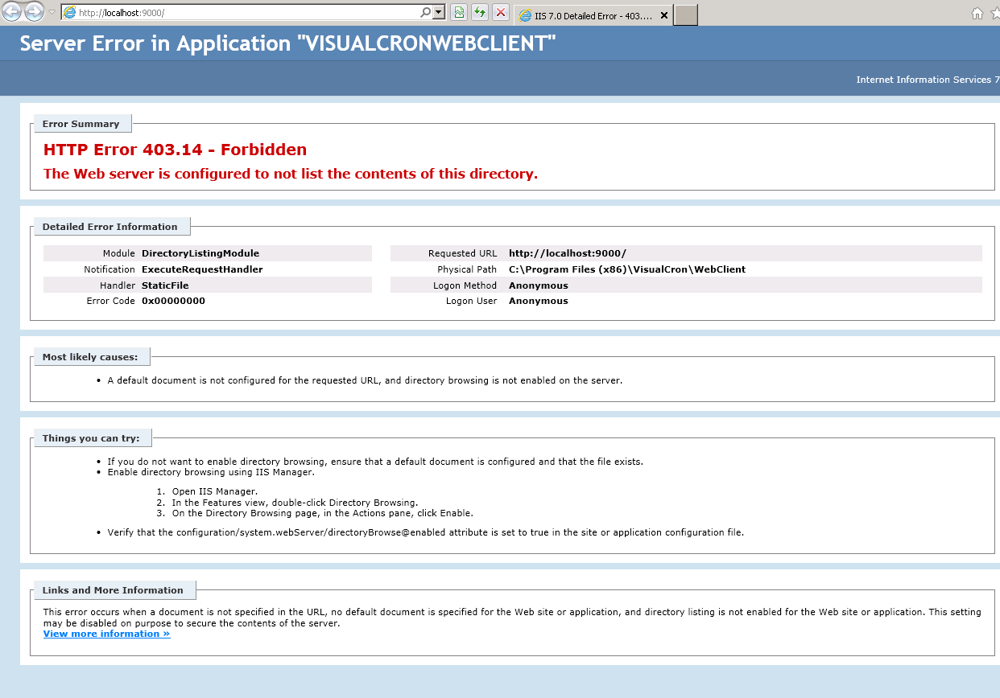 http://localhost:9000/
IIS 7.0 Detailed Error - 403....
Server Error in Application "VISUALCRONWEBCLIENT"
Internet Information Services 7
Error Summary
HTTP Error 403.14 - Forbidden
The Web server is configured to not list the contents of this directory.
Detailed Error Information
Module DirectoryListingModule
Notification ExecuteRequestHandler
Handler StaticFile
Error Code 0x00000000
Requested URL http://localhost:9000/
Physical Path C:\Program Files (x86)\VisualCron\WebClient
Logon Method Anonymous
Logon User Anonymous
Most likely causes:
• A default document is not configured for the requested URL, and directory browsing is not enabled on the server.
Things you can try:
• If you do not want to enable directory browsing, ensure that a default document is configured and that the file exists.
• Enable directory browsing using IIS Manager.
1. Open IIS Manager.
2. In the Features view, double-click Directory Browsing.
3. On the Directory Browsing page, in the Actions pane, click Enable.
• Verify that the configuration/system.webServer/directoryBrowse@enabled attribute is set to true in the site or application configuration file.
Links and More Information
This error occurs when a document is not specified in the URL, no default document is specified for the Web site or application, and directory listing is not enabled for the Web site or application. This setting
may be disabled on purpose to secure the contents of the server.
View more information »